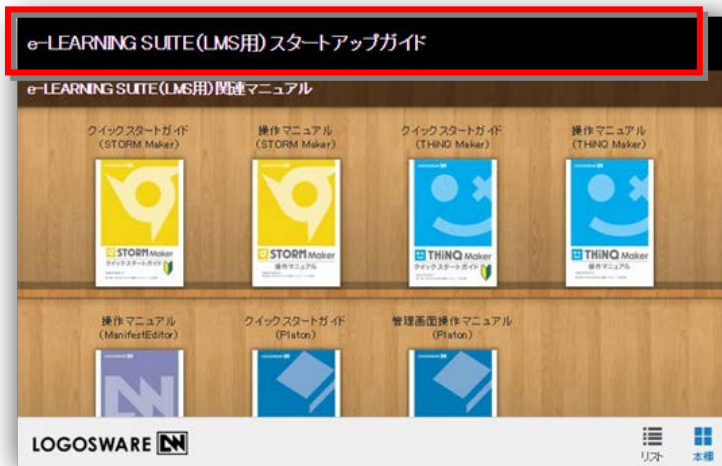 e-LEARNING SUITE(LMS用)スタートアップガイド
e-LEARNING SUITE(LMS用)関連マニュアル
クイックスタートガイド
(STORM Maker)
操作マニュアル
(STORM Maker)
クイックスタートガイド
(THiNQ Maker)
操作マニュアル
(THiNQ Maker)
STORM Maker
クイックスタートガイド
STORM Maker
操作マニュアル
THiNQ Maker
クイックスタートガイド
THiNQ Maker
操作マニュアル
操作マニュアル
(ManifestEditor)
クイックスタートガイド
(Platon)
管理画面操作マニュアル
(Platon)
LOGOSWARE
リスト
本棚